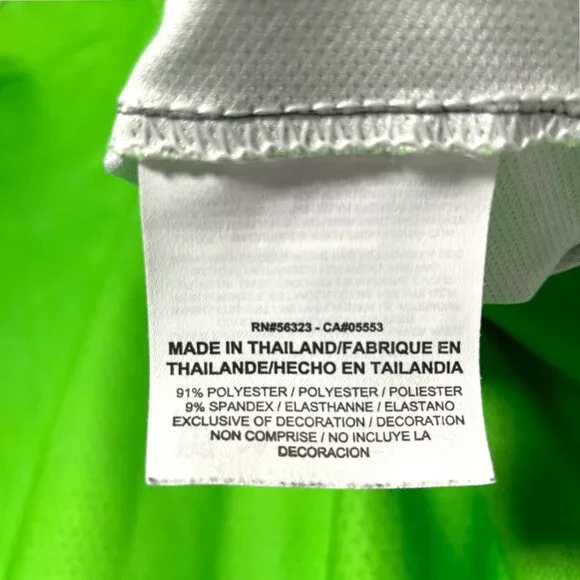 RN#56323 - CA#05553
MADE IN THAILAND/FABRIQUE EN
THAILANDE/HECHO EN TAILANDIA
91% POLYESTER / POLYESTER / POLIESTER
9% SPANDEX / ELASTHANNE / ELASTANO
EXCLUSIVE OF DECORATION / DECORATION
NON COMPRISE / NO INCLUYE LA
DECORACION